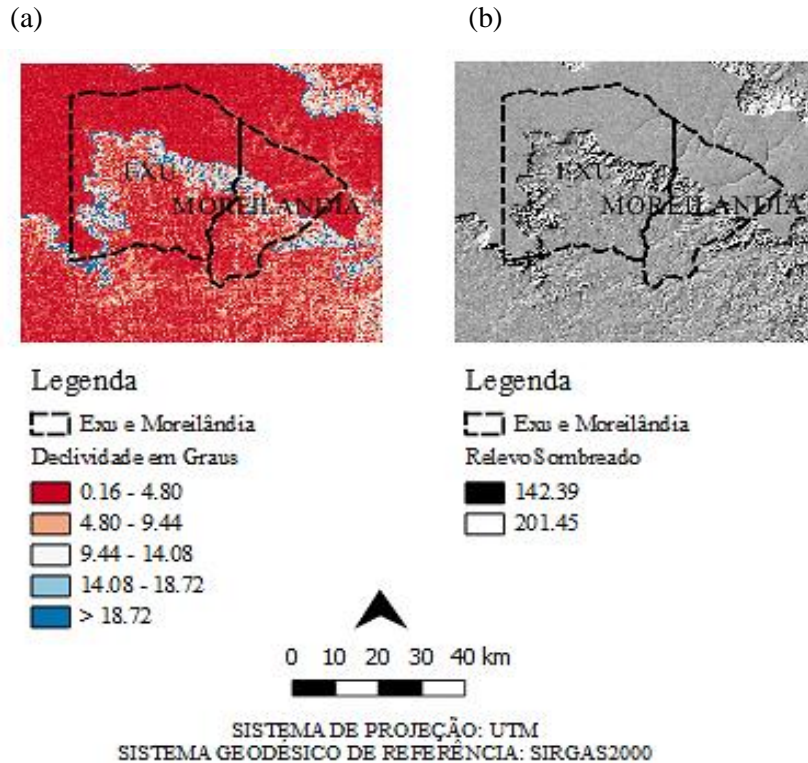 (a)
(b)
EXU
MOREILANDIA
EXU
MOREILANDIA
Legenda
Exu e Moreilândia
Declividade em Graus
0.16 - 4.80
4.80 - 9.44
9.44 - 14.08
14.08 - 18.72
> 18.72
Legenda
Exu e Moreilândia
Relevo Sombreado
142.39
201.45
0 10 20 30 40 km
SISTEMA DE PROJEÇÃO: UTM
SISTEMA GEODÉSICO DE REFERÊNCIA: SIRGAS2000